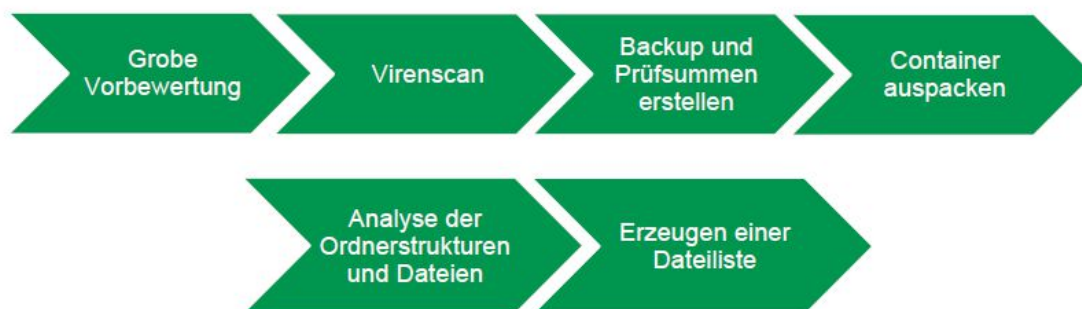 Grobe
Vorbewertung
Virenscan
Backup und
Prüfsummen
erstellen
Container
auspacken
Analyse der
Ordnerstrukturen
und Dateien
Erzeugen einer
Dateiliste